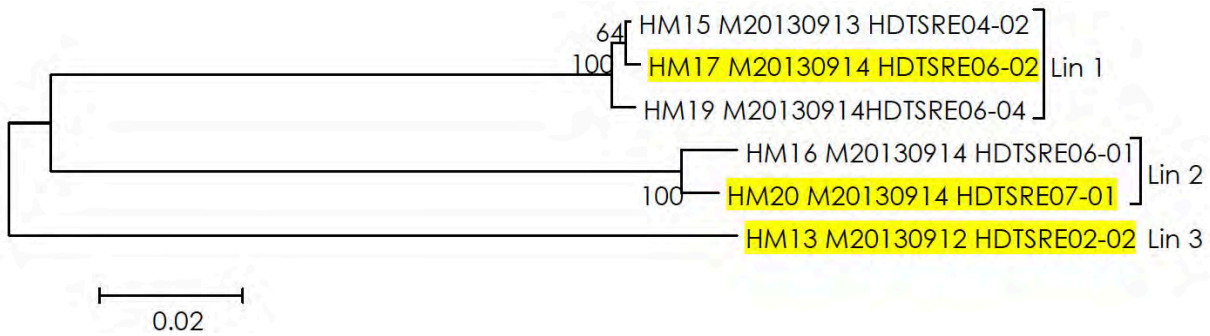 HM15 M20130913 HDTSRE04-02
64
100
HM17 M20130914 HDTSRE06-02
Lin 1
HM19 M20130914HDTSRE06-04
HM16 M20130914 HDTSRE06-01
Lin 2
100
HM20 M20130914 HDTSRE07-01
HM13 M20130912 HDTSRE02-02 Lin 3
0.02